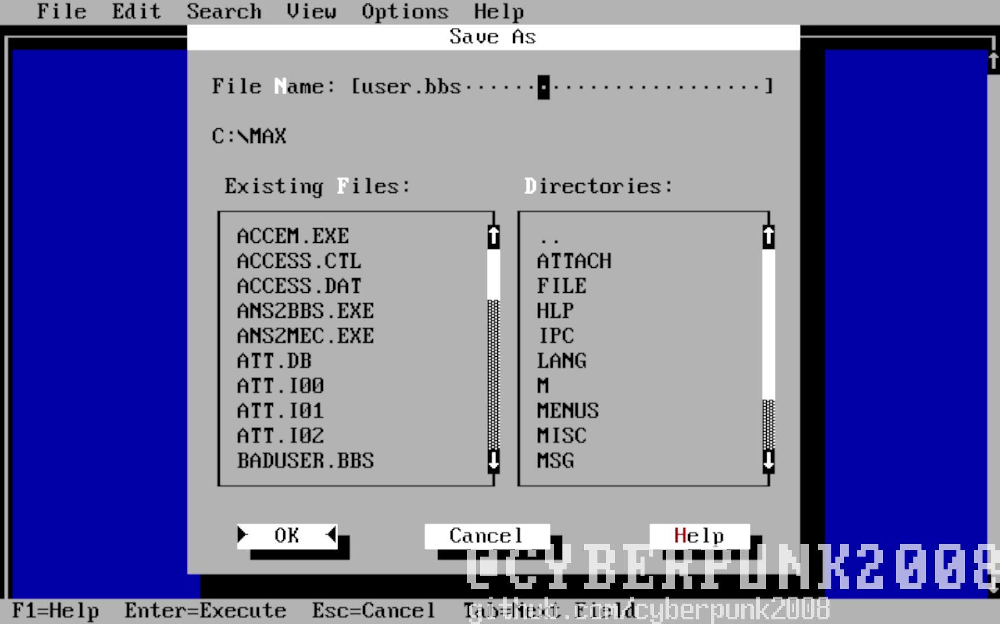 File Edit Search View Options Help
Save As
File Name: [user.bbs······················]
C:\MAX
Existing Files: Directories:
ACCEM.EXE ..
ACCESS.CTL ATTACH
ACCESS.DAT FILE
ANS2BBS.EXE HLP
ANS2MEC.EXE IPC
ATT.DB LANG
ATT.I00 M
ATT.I01 MENUS
ATT.I02 MISC
BADUSER.BBS MSG
OK Cancel Help
@CYBERPUNK2008
F1=Help Enter=Execute Esc=Cancel Tab=Next Field
github.com/cyberpunk2008